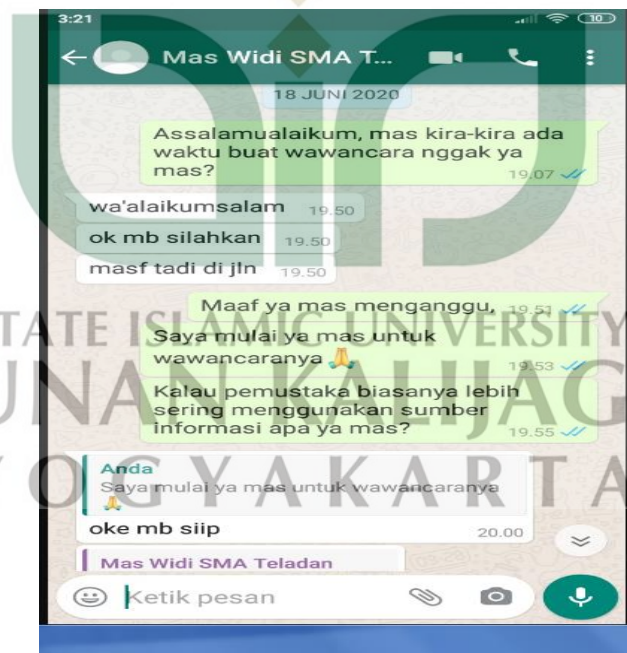 3:21
10
Mas Widi SMA T...
18 JUNI 2020
Assalamualaikum, mas kira-kira ada
waktu buat wawancara nggak ya
mas?
19.07
wa'alaikumsalam 19.50
ok mb silahkan 19.50
masf tadi di jln 19.50
Maaf ya mas menganggu, 19.51
Saya mulai ya mas untuk
wawancaranya 🙏
19.53
Kalau pemustaka biasanya lebih
sering menggunakan sumber
informasi apa ya mas?
19.55
Anda
Saya mulai ya mas untuk wawancaranya
🙏
oke mb siip 20.00
Mas Widi SMA Teladan
Ketik pesan
TATE ISLAMIC UNIVERSITY
UNAN KALIJAG
YOGYAKARTA